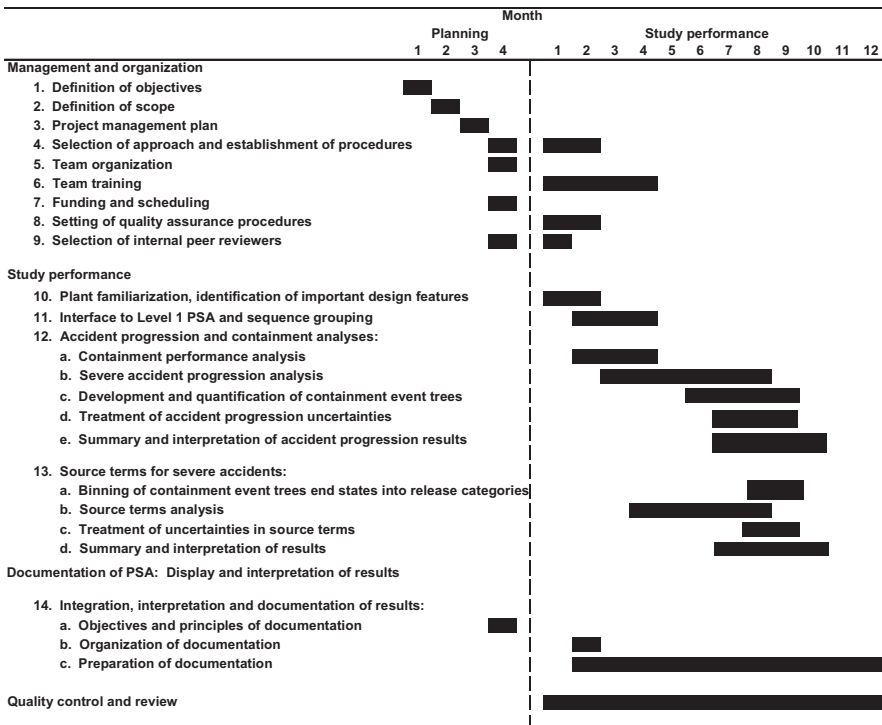 Month
Planning Study performance
1 2 3 4 1 2 3 4 5 6 7 8 9 10 11 12
Management and organization
1. Definition of objectives
2. Definition of scope
3. Project management plan
4. Selection of approach and establishment of procedures
5. Team organization
6. Team training
7. Funding and scheduling
8. Setting of quality assurance procedures
9. Selection of internal peer reviewers
Study performance
10. Plant familiarization, identification of important design features
11. Interface to Level 1 PSA and sequence grouping
12. Accident progression and containment analyses:
a. Containment performance analysis
b. Severe accident progression analysis
c. Development and quantification of containment event trees
d. Treatment of accident progression uncertainties
e. Summary and interpretation of accident progression results
13. Source terms for severe accidents:
a. Binning of containment event trees end states into release categories
b. Source terms analysis
c. Treatment of uncertainties in source terms
d. Summary and interpretation of results
Documentation of PSA: Display and interpretation of results
14. Integration, interpretation and documentation of results:
a. Objectives and principles of documentation
b. Organization of documentation
c. Preparation of documentation
Quality control and review